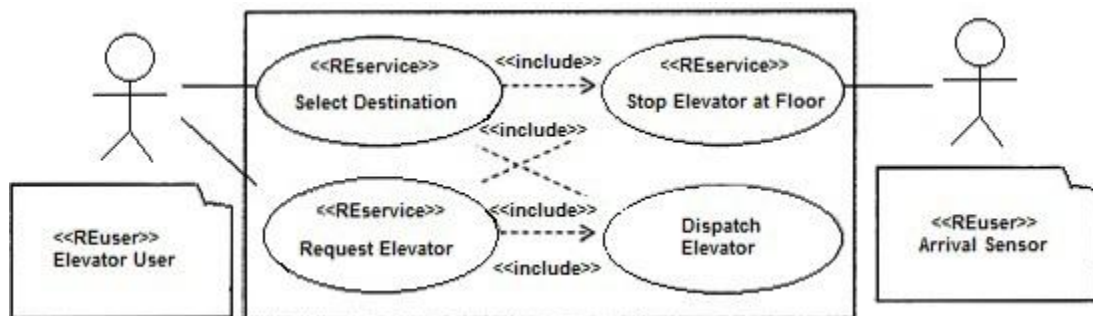 <<REservice>>
Select Destination
<<include>>
<<REservice>>
Stop Elevator at Floor
<<include>>
<<REuser>>
Elevator User
<<REservice>>
Request Elevator
<<include>>
<<include>>
Dispatch
Elevator
<<REuser>>
Arrival Sensor